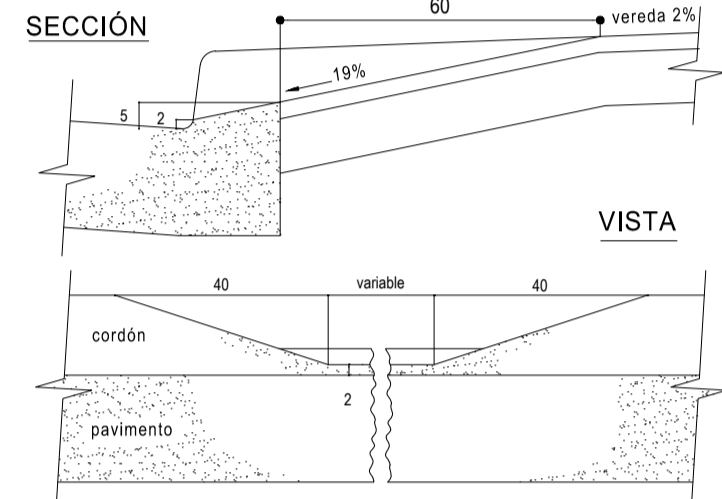 SECCIÓN
60
vereda 2%
19%
5
2
VISTA
40
variable
40
cordón
2
pavimento